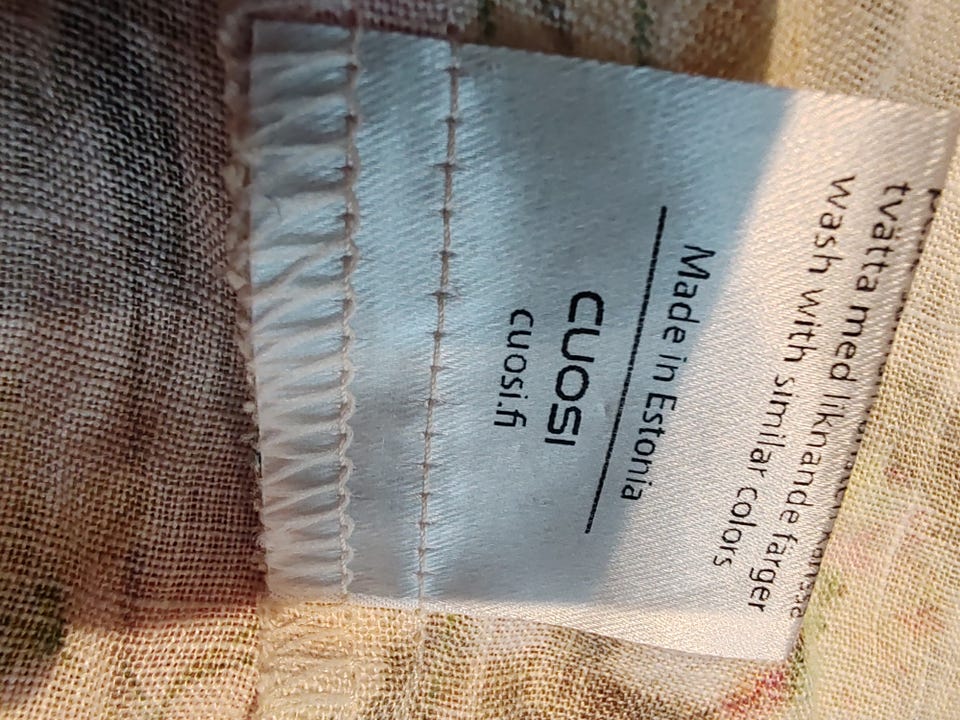 tvätta med liknande färger
wash with similar colors
Made in Estonia
CUOSI
cuosi.fi